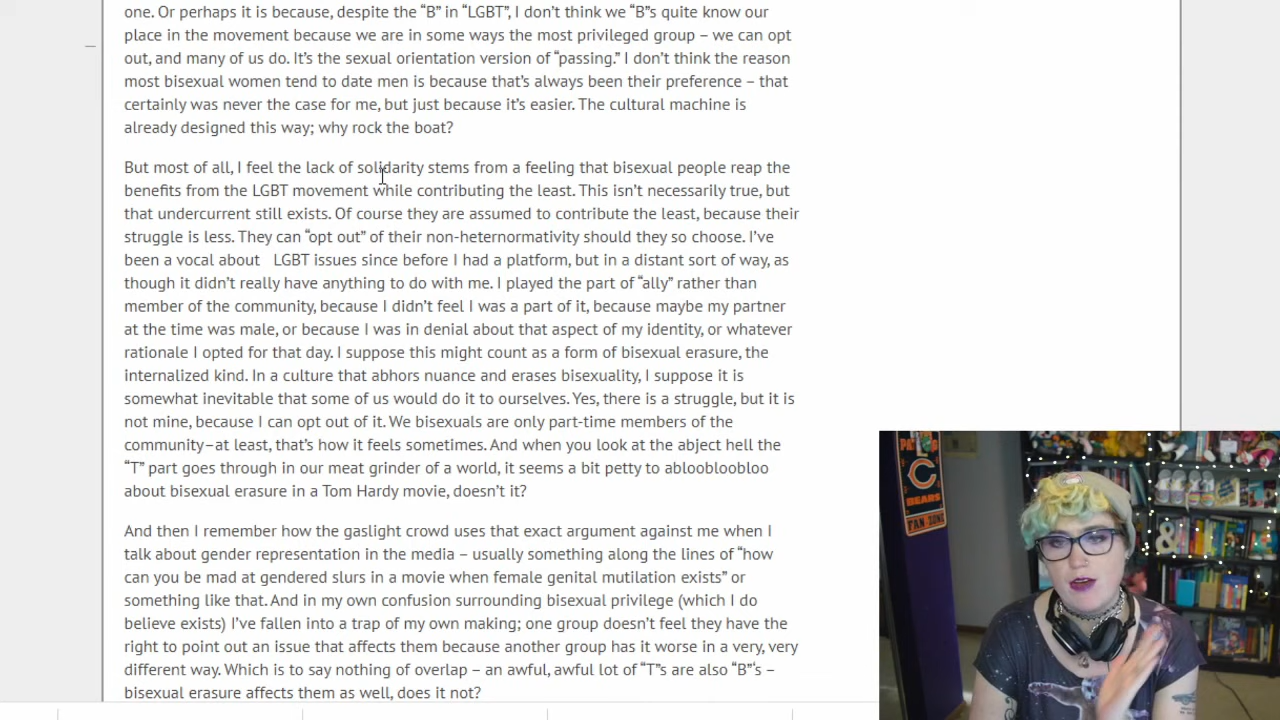 one. Or perhaps it is because, despite the “B” in “LGBT”, I don’t think we “B”s quite know our
place in the movement because we are in some ways the most privileged group – we can opt
out, and many of us do. It’s the sexual orientation version of “passing.” I don’t think the reason
most bisexual women tend to date men is because that’s always been their preference – that
certainly was never the case for me, but just because it’s easier. The cultural machine is
already designed this way; why rock the boat?
But most of all, I feel the lack of solidarity stems from a feeling that bisexual people reap the
benefits from the LGBT movement while contributing the least. This isn’t necessarily true, but
that undercurrent still exists. Of course they are assumed to contribute the least, because their
struggle is less. They can “opt out” of their non-heternormativity should they so choose. I’ve
been a vocal about LGBT issues since before I had a platform, but in a distant sort of way, as
though it didn’t really have anything to do with me. I played the part of “ally” rather than
member of the community, because I didn’t feel I was a part of it, because maybe my partner
at the time was male, or because I was in denial about that aspect of my identity, or whatever
rationale I opted for that day. I suppose this might count as a form of bisexual erasure, the
internalized kind. In a culture that abhors nuance and erases bisexuality, I suppose it is
somewhat inevitable that some of us would do it to ourselves. Yes, there is a struggle, but it is
not mine, because I can opt out of it. We bisexuals are only part-time members of the
community–at least, that’s how it feels sometimes. And when you look at the abject hell the
“T” part goes through in our meat grinder of a world, it seems a bit petty to ablooblooblоо
about bisexual erasure in a Tom Hardy movie, doesn’t it?
And then I remember how the gaslight crowd uses that exact argument against me when I
talk about gender representation in the media – usually something along the lines of “how
can you be mad at gendered slurs in a movie when female genital mutilation exists” or
something like that. And in my own confusion surrounding bisexual privilege (which I do
believe exists) I’ve fallen into a trap of my own making; one group doesn’t feel they have the
right to point out an issue that affects them because another group has it worse in a very, very
different way. Which is to say nothing of overlap – an awful, awful lot of “T”s are also “B”‘s –
bisexual erasure affects them as well, does it not?
BEARS
FAN ZONE
&